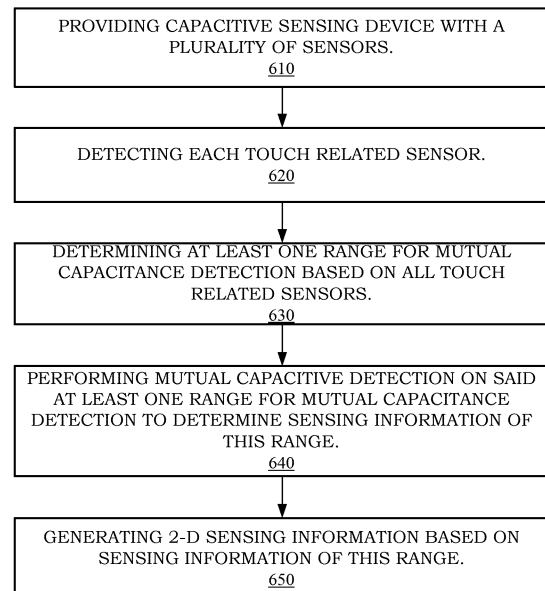 PROVIDING CAPACITIVE SENSING DEVICE WITH A
PLURALITY OF SENSORS.
610
DETECTING EACH TOUCH RELATED SENSOR.
620
DETERMINING AT LEAST ONE RANGE FOR MUTUAL
CAPACITANCE DETECTION BASED ON ALL TOUCH
RELATED SENSORS.
630
PERFORMING MUTUAL CAPACITIVE DETECTION ON SAID
AT LEAST ONE RANGE FOR MUTUAL CAPACITANCE
DETECTION TO DETERMINE SENSING INFORMATION OF
THIS RANGE.
640
GENERATING 2-D SENSING INFORMATION BASED ON
SENSING INFORMATION OF THIS RANGE.
650